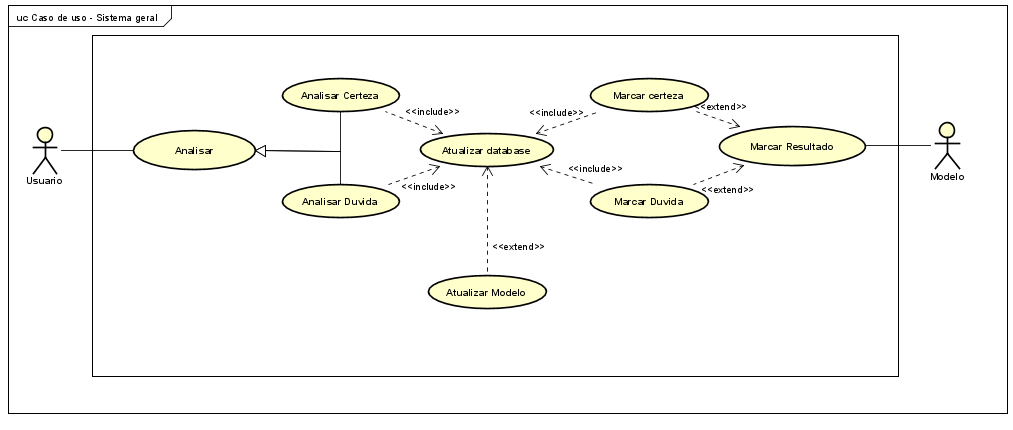 uc Caso de uso - Sistema geral
Analisar Certeza
Marcar certeza
<<include>>
<<include>>
<<extend>>
Analisar
Atualizar database
Marcar Resultado
Usuario
Modelo
<<include>>
<<include>>
<<extend>>
Analisar Duvida
Marcar Duvida
<<extend>>
Atualizar Modelo